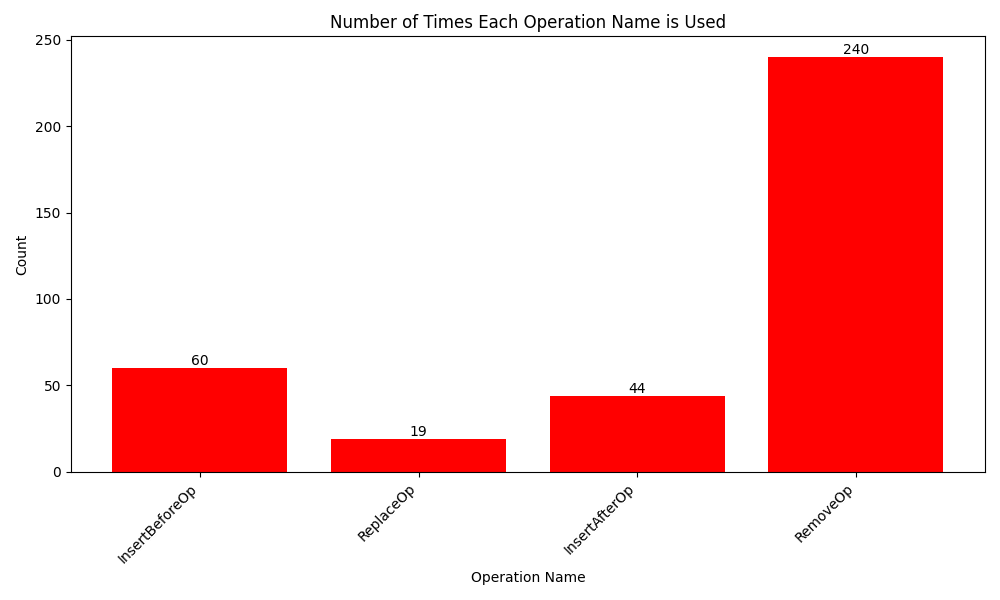 Number of Times Each Operation Name is Used
Count
250
200
150
100
50
0
60
19
44
240
InsertBeforeOp
ReplaceOp
InsertAfterOp
RemoveOp
Operation Name